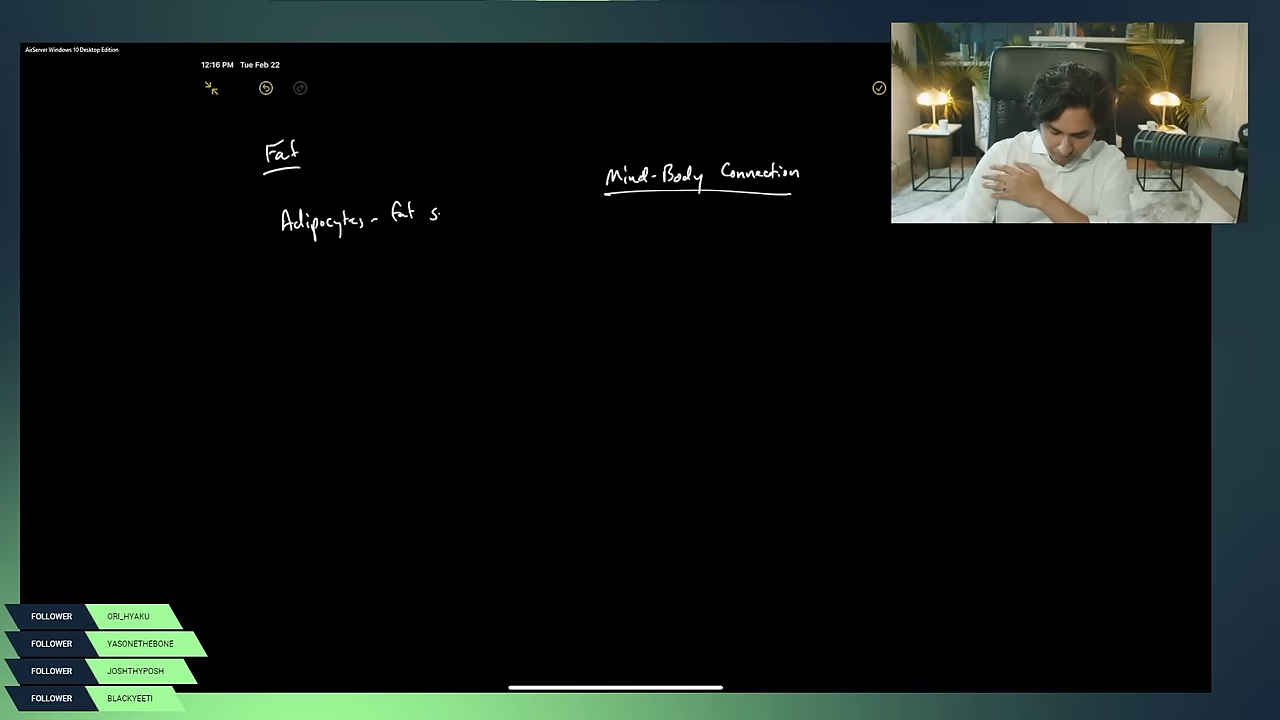 AirServer Windows 10 Desktop Edition
12:16 PM Tue Feb 22
Fat
Mind-Body Connection
Adipocytes - fat s
FOLLOWER ORI_HYAKU
FOLLOWER YASONETHEBONE
FOLLOWER JOSHTHYPOSH
FOLLOWER BLACKYEETI